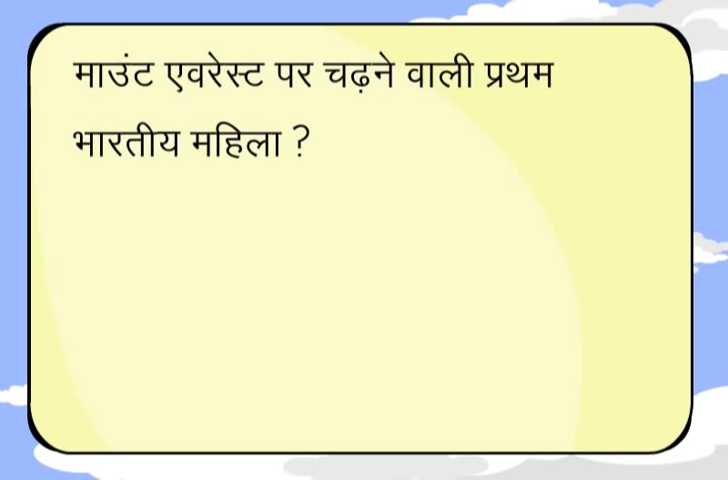 माउंट एवरेस्ट पर चढ़ने वाली प्रथम
भारतीय महिला ?